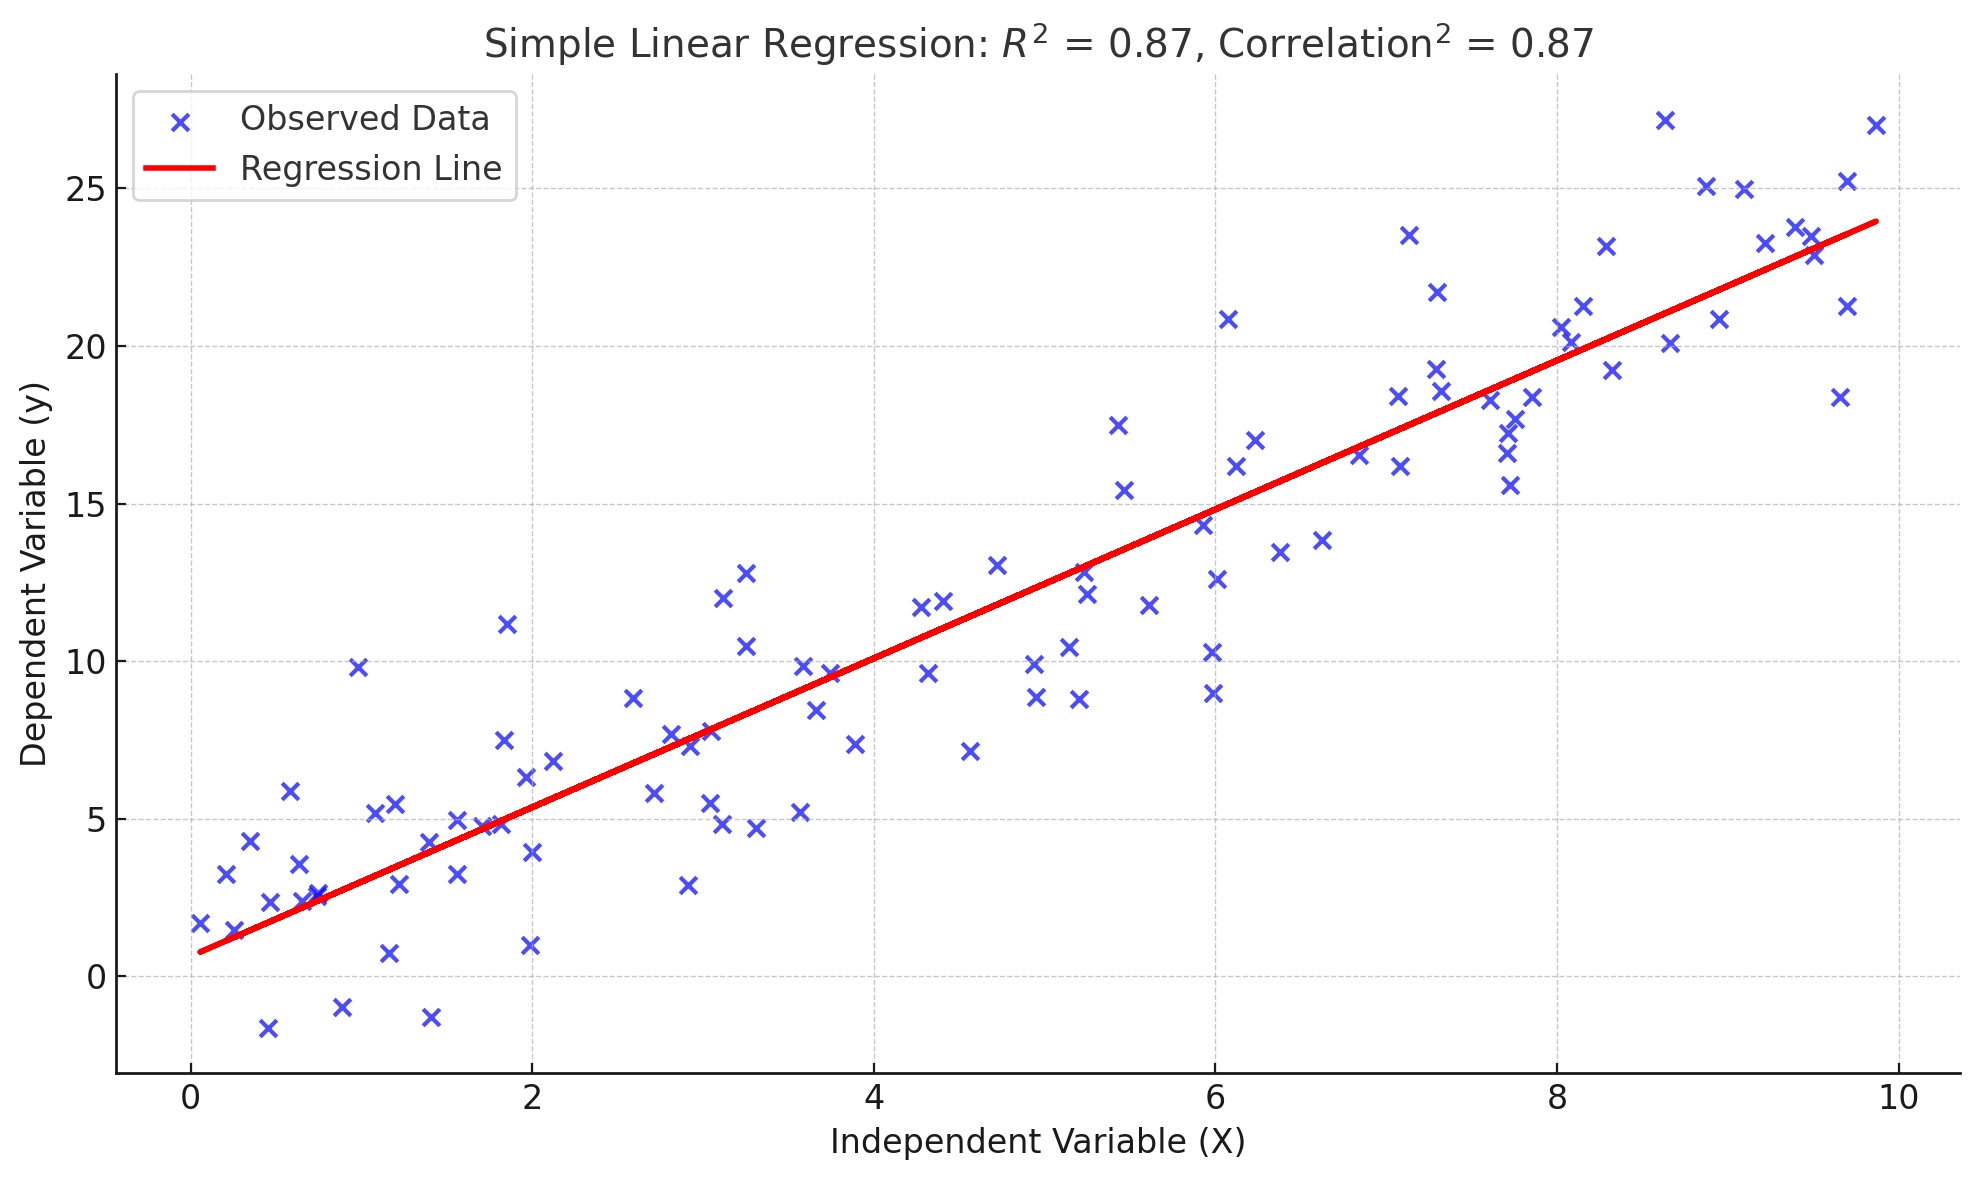 Simple Linear Regression: R² = 0.87, Correlation² = 0.87
Observed Data
Regression Line
25
20
15
10
5
0
Dependent Variable (y)
0 2 4 6 8 10
Independent Variable (X)